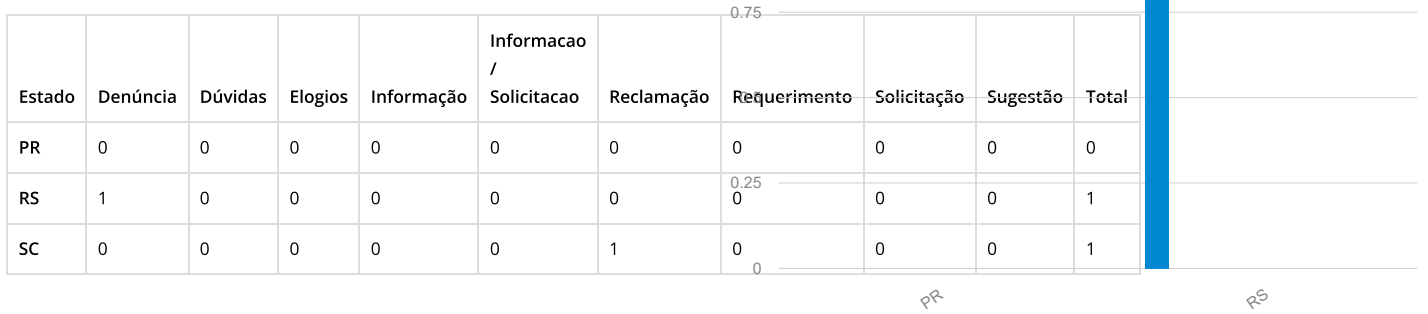 0.75
Informacao
/
Estado Denúncia Dúvidas Elogios Informação Solicitacao Reclamação Requerimento Solicitação Sugestão Total
0.5
PR 0 0 0 0 0 0 0 0 0 0
0.25
RS 1 0 0 0 0 0 0 0 0 1
SC 0 0 0 0 0 1 0 0 0 1
0
PR RS